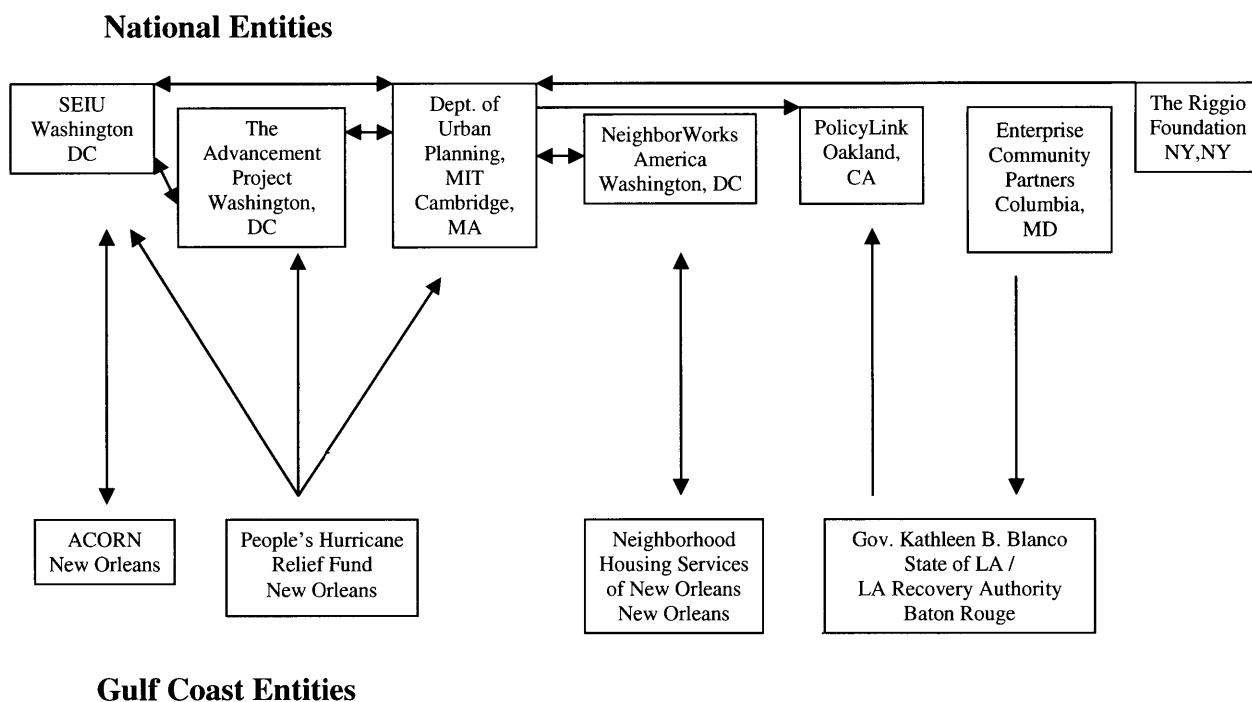 National Entities
SEIU
Washington
DC
The
Advancement
Project
Washington,
DC
Dept. of
Urban
Planning,
MIT
Cambridge,
MA
NeighborWorks
America
Washington, DC
PolicyLink
Oakland,
CA
Enterprise
Community
Partners
Columbia,
MD
The Riggio
Foundation
NY,NY
ACORN
New Orleans
People's Hurricane
Relief Fund
New Orleans
Neighborhood
Housing Services
of New Orleans
New Orleans
Gov. Kathleen B. Blanco
State of LA /
LA Recovery Authority
Baton Rouge
Gulf Coast Entities